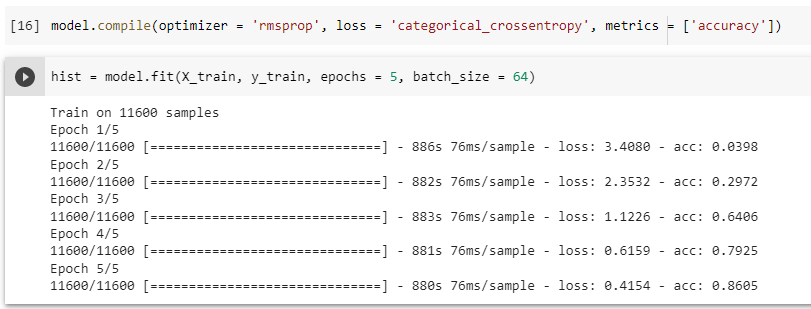 [16] model.compile(optimizer = 'rmsprop', loss = 'categorical_crossentropy', metrics = ['accuracy'])
hist = model.fit(X_train, y_train, epochs = 5, batch_size = 64)
Train on 11600 samples
Epoch 1/5
11600/11600 [==============================] - 886s 76ms/sample - loss: 3.4080 - acc: 0.0398
Epoch 2/5
11600/11600 [==============================] - 882s 76ms/sample - loss: 2.3532 - acc: 0.2972
Epoch 3/5
11600/11600 [==============================] - 883s 76ms/sample - loss: 1.1226 - acc: 0.6406
Epoch 4/5
11600/11600 [==============================] - 881s 76ms/sample - loss: 0.6159 - acc: 0.7925
Epoch 5/5
11600/11600 [==============================] - 880s 76ms/sample - loss: 0.4154 - acc: 0.8605